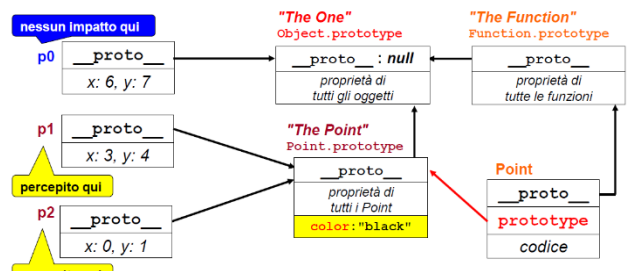 nessun impatto qui
p0
__proto__
x: 6, y: 7
"The One"
Object.prototype
__proto__ : null
proprietà di
tutti gli oggetti
"The Function"
Function.prototype
__proto__
proprietà di
tutte le funzioni
p1
__proto__
x: 3, y: 4
percepito qui
"The Point"
Point.prototype
__proto__
proprietà di
tutti i Point
color:"black"
Point
__proto__
prototype
codice
p2
__proto__
x: 0, y: 1